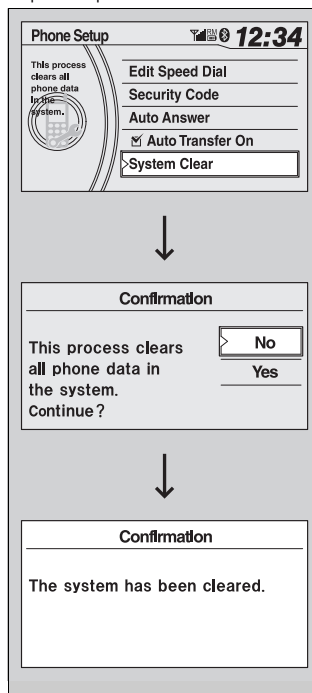 Phone Setup 12:34
This process
clears all
phone data
in the
system.
Edit Speed Dial
Security Code
Auto Answer
Auto Transfer On
System Clear
Confirmation
This process clears
all phone data in
the system.
Continue?
No
Yes
Confirmation
The system has been cleared.